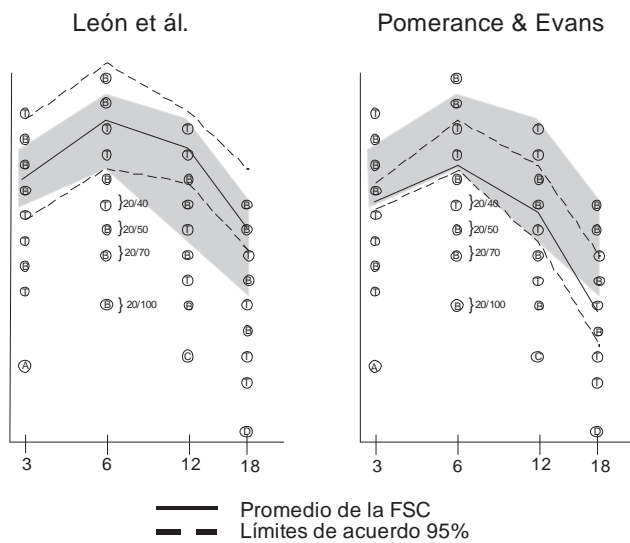 León et ál.
B
B
T
T T
B
T T
B
B B
B
T }20/40 B B
T
B }20/50 T B
T
B }20/70 B T
B
T B
T
B }20/100 B T
B
C T
A
T
D
3 6 12 18
Pomerance & Evans
B
B
T
T T
B
T T
B
B B
B
T }20/40 B B
T
B }20/50 T B
T
B }20/70 B T
B
T B
T
B }20/100 B T
B
C T
A
T
D
3 6 12 18
Promedio de la FSC
Límites de acuerdo 95%